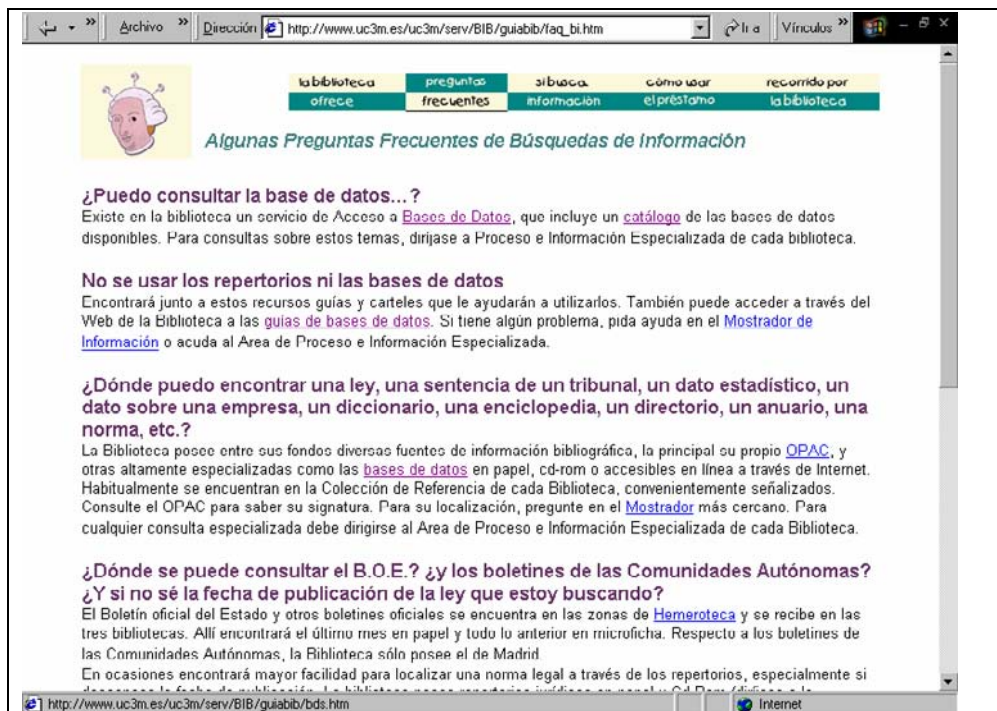 » Archivo » Dirección http://www.uc3m.es/uc3m/serv/BIB/guiabib/faq_bi.htm Ir a Vínculos »
la biblioteca preguntas si busca cómo usar recorrido por
ofrece frecuentes información el préstamo la biblioteca
Algunas Preguntas Frecuentes de Búsquedas de Información
¿Puedo consultar la base de datos...?
Existe en la biblioteca un servicio de Acceso a Bases de Datos, que incluye un catálogo de las bases de datos
disponibles. Para consultas sobre estos temas, diríjase a Proceso e Información Especializada de cada biblioteca.
No se usar los repertorios ni las bases de datos
Encontrará junto a estos recursos guías y carteles que le ayudarán a utilizarlos. También puede acceder a través del
Web de la Biblioteca a las guías de bases de datos. Si tiene algún problema, pida ayuda en el Mostrador de
Información o acuda al Area de Proceso e Información Especializada.
¿Dónde puedo encontrar una ley, una sentencia de un tribunal, un dato estadístico, un
dato sobre una empresa, un diccionario, una enciclopedia, un directorio, un anuario, una
norma, etc.?
La Biblioteca posee entre sus fondos diversas fuentes de información bibliográfica, la principal su propio OPAC, y
otras altamente especializadas como las bases de datos en papel, cd-rom o accesibles en línea a través de Internet.
Habitualmente se encuentran en la Colección de Referencia de cada Biblioteca, convenientemente señalizados.
Consulte el OPAC para saber su signatura. Para su localización, pregunte en el Mostrador más cercano. Para
cualquier consulta especializada debe dirigirse al Area de Proceso e Información Especializada de cada Biblioteca.
¿Dónde se puede consultar el B.O.E.? ¿y los boletines de las Comunidades Autónomas?
¿Y si no sé la fecha de publicación de la ley que estoy buscando?
El Boletín oficial del Estado y otros boletines oficiales se encuentra en las zonas de Hemeroteca y se recibe en las
tres bibliotecas. Allí encontrará el último mes en papel y todo lo anterior en microficha. Respecto a los boletines de
las Comunidades Autónomas, la Biblioteca sólo posee el de Madrid
En ocasiones encontrará mayor facilidad para localizar una norma legal a través de los repertorios, especialmente si
http://www.uc3m.es/uc3m/serv/BIB/guiabib/bds.htm Internet